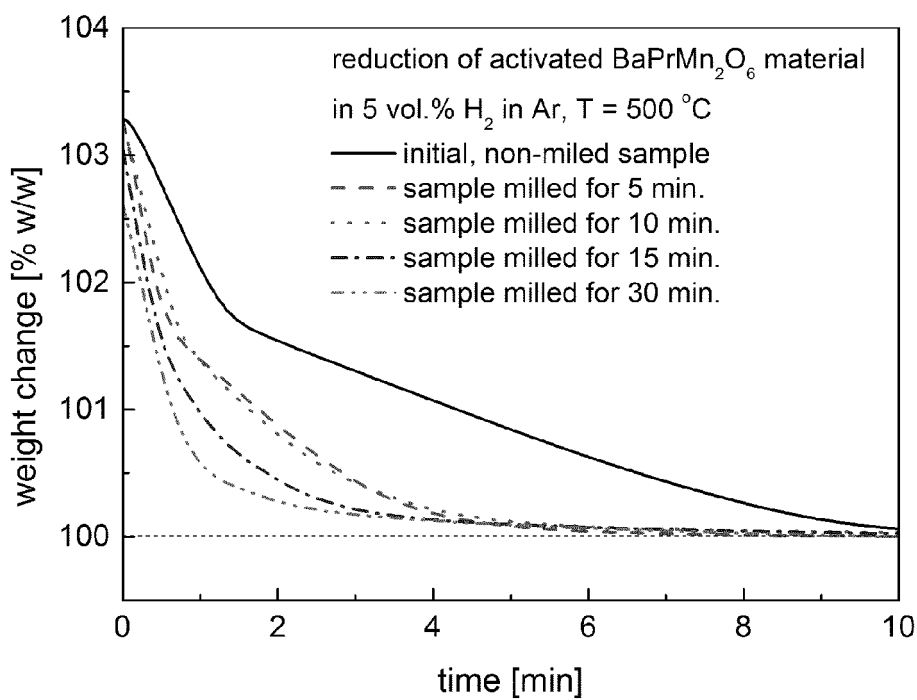 104
103
102
101
100
weight change [% w/w]
reduction of activated BaPrMn₂O₆ material
in 5 vol.% H₂ in Ar, T = 500 °C
initial, non-miled sample
sample milled for 5 min.
sample milled for 10 min.
sample milled for 15 min.
sample milled for 30 min.
0 2 4 6 8 10
time [min]